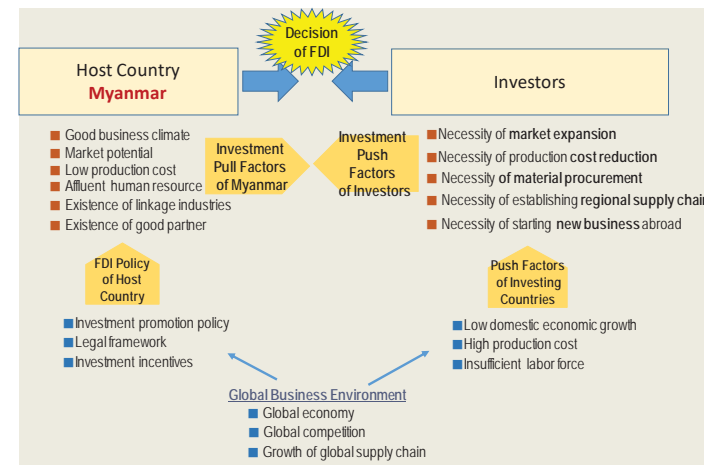 Decision
of FDI
Host Country
Myanmar
Investors
Good business climate
Market potential
Low production cost
Affluent human resource
Existence of linkage industries
Existence of good partner
Investment
Pull Factors
of Myanmar
Investment
Push
Factors
of Investors
Necessity of market expansion
Necessity of production cost reduction
Necessity of material procurement
Necessity of establishing regional supply chain
Necessity of starting new business abroad
FDI Policy
of Host
Country
Push Factors
of Investing
Countries
Investment promotion policy
Legal framework
Investment incentives
Low domestic economic growth
High production cost
Insufficient labor force
Global Business Environment
Global economy
Global competition
Growth of global supply chain